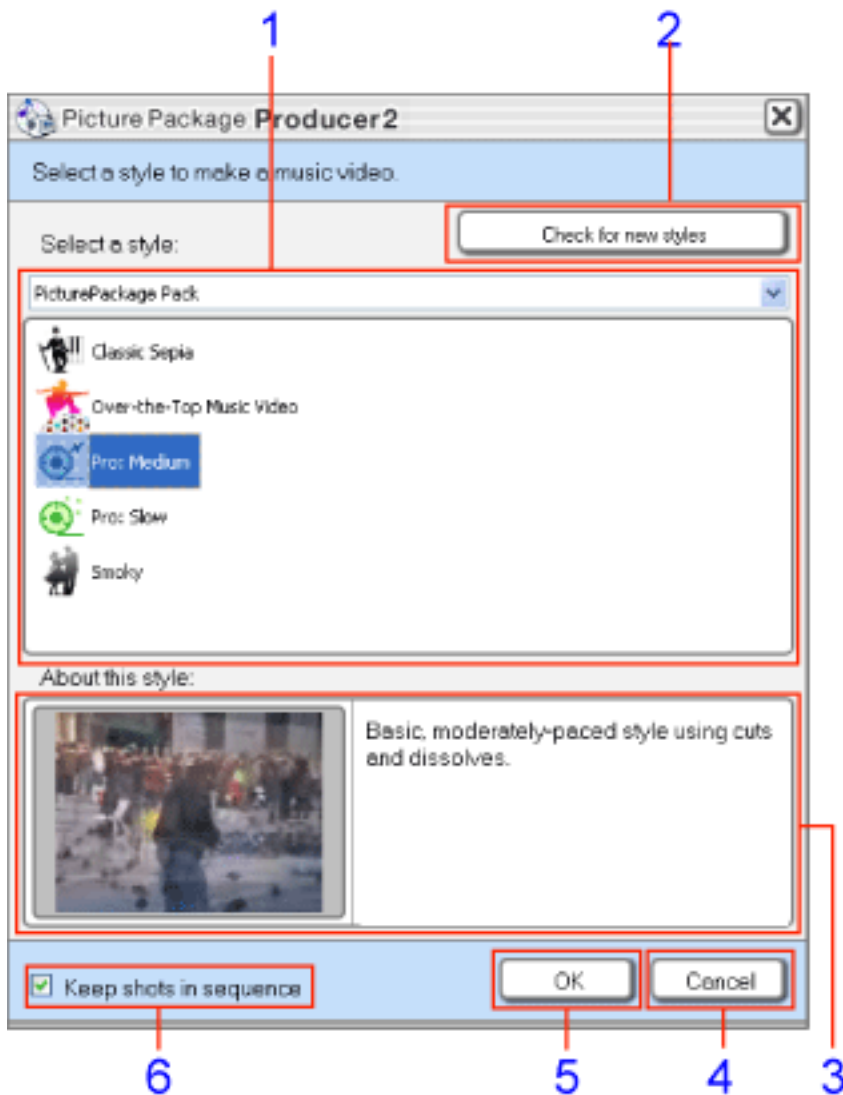 1 2
Picture Package Producer2
Select a style to make a music video.
Select a style:
Check for new styles
PicturePackage Pack
Classic Sepia
Over-the-Top Music Video
Pro: Medium
Pro: Slow
Smoky
About this style:
Basic, moderately-paced style using cuts
and dissolves.
3
Keep shots in sequence
OK
Cancel
6 5 4